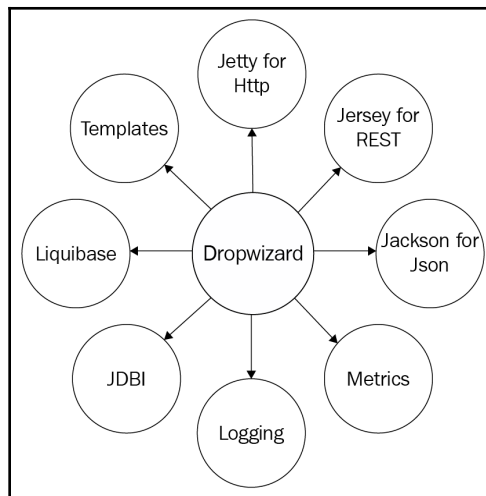 Jetty for
Http
Templates
Jersey for
REST
Liquibase
Dropwizard
Jackson for
Json
JDBI
Metrics
Logging